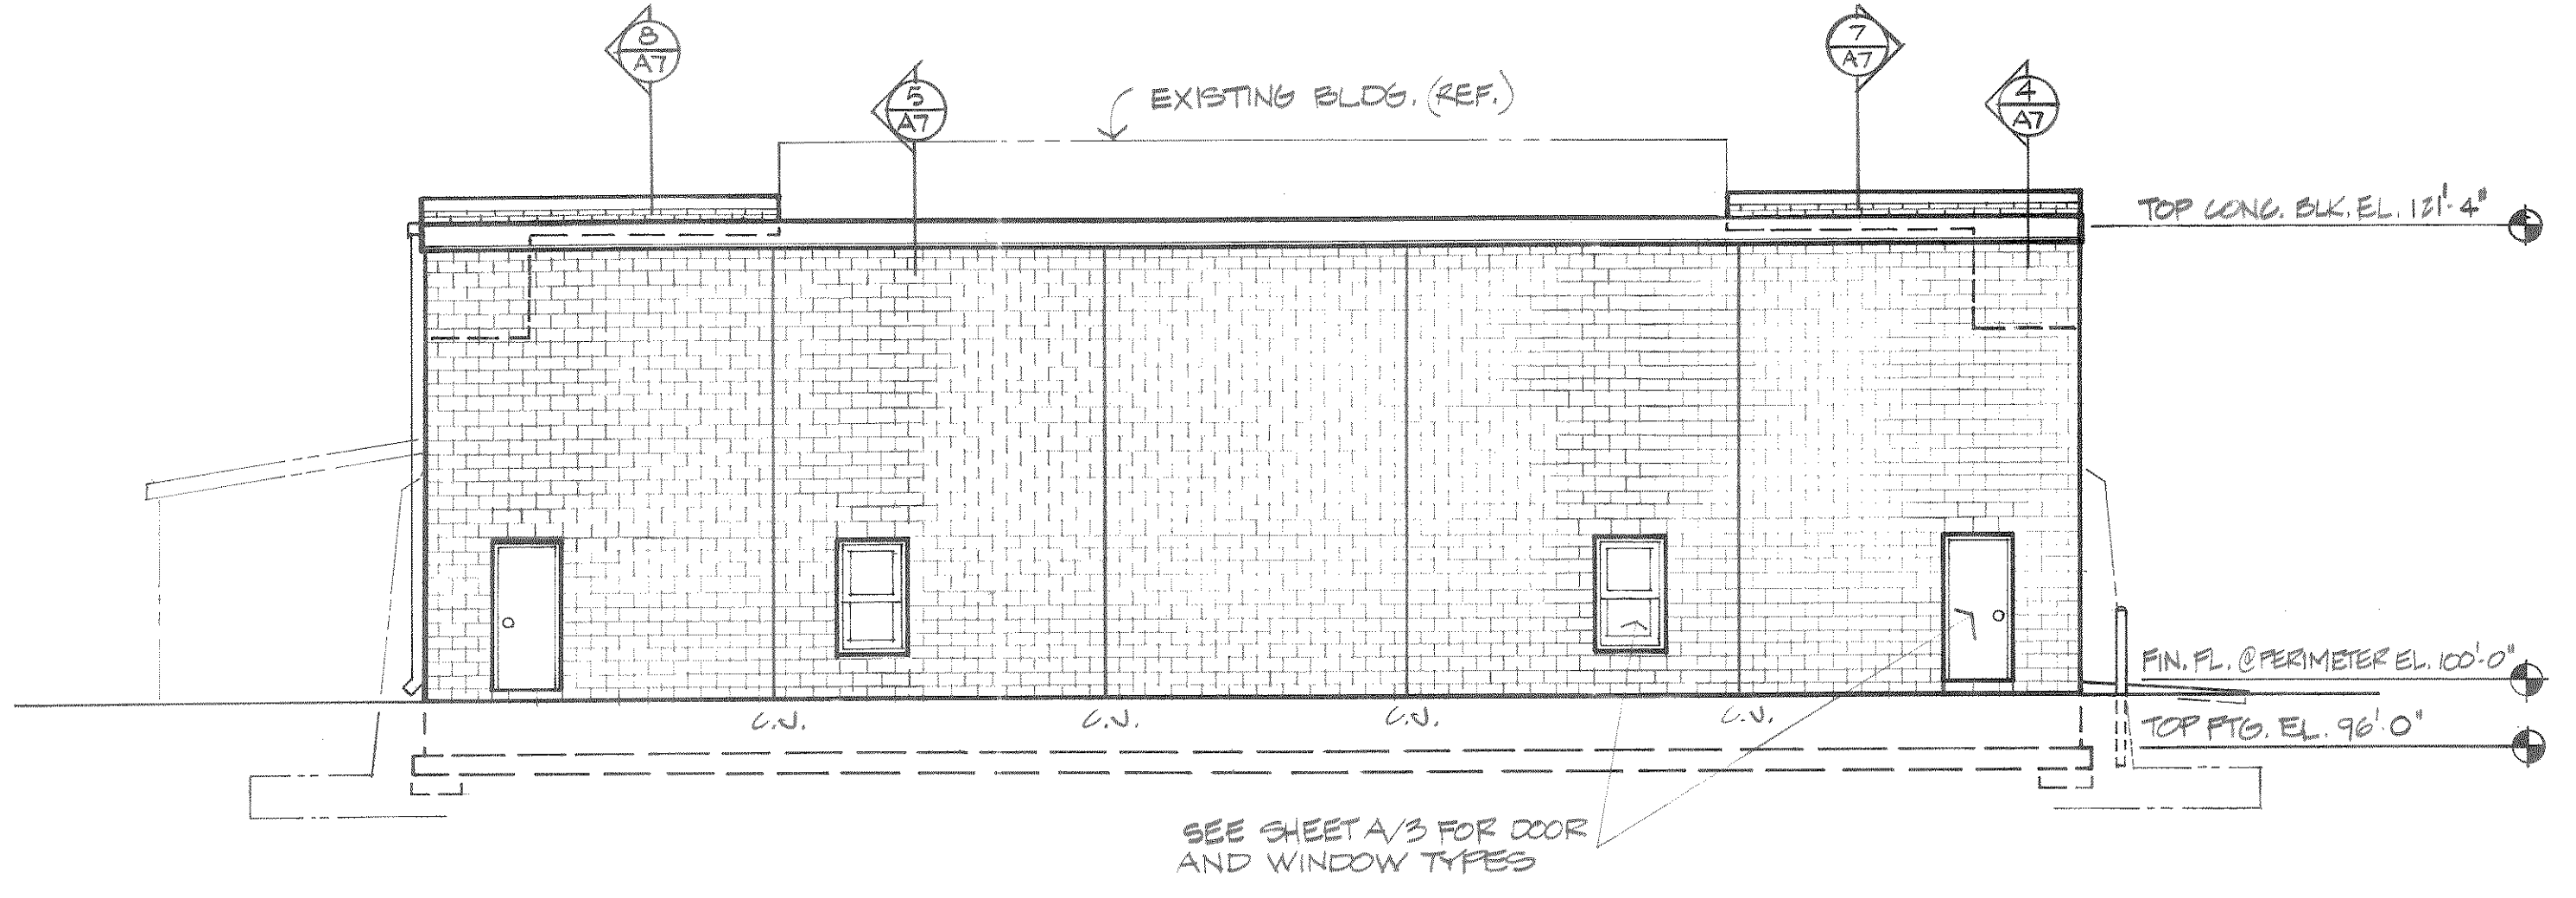 8
A7
7
A7
5
A7
4
A7
EXISTING BLDG. (REF.)
TOP CONC. BLK. EL. 121'-4"
FIN. FL. @ PERIMETER EL. 100'-0"
C.J. C.J. C.J. C.J.
TOP FTG. EL. 96'-0"
SEE SHEET A/3 FOR DOOR
AND WINDOW TYPES